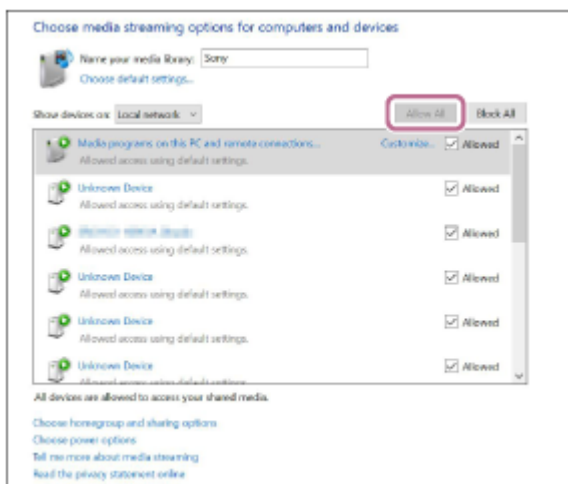 Choose media streaming options for computers and devices
Name your media library: Sony
Choose default settings...
Show devices on: Local network Allow All Block All
Media programs on this PC and remote connections... Customize... Allowed
Allowed access using default settings.
Unknown Device Allowed
Allowed access using default settings.
Allowed
Allowed access using default settings.
Unknown Device Allowed
Allowed access using default settings.
Unknown Device Allowed
Allowed access using default settings.
Unknown Device Allowed
Allowed access using default settings.
All devices are allowed to access your shared media.
Choose homegroup and sharing options
Choose power options
Tell me more about media streaming
Read the privacy statement online